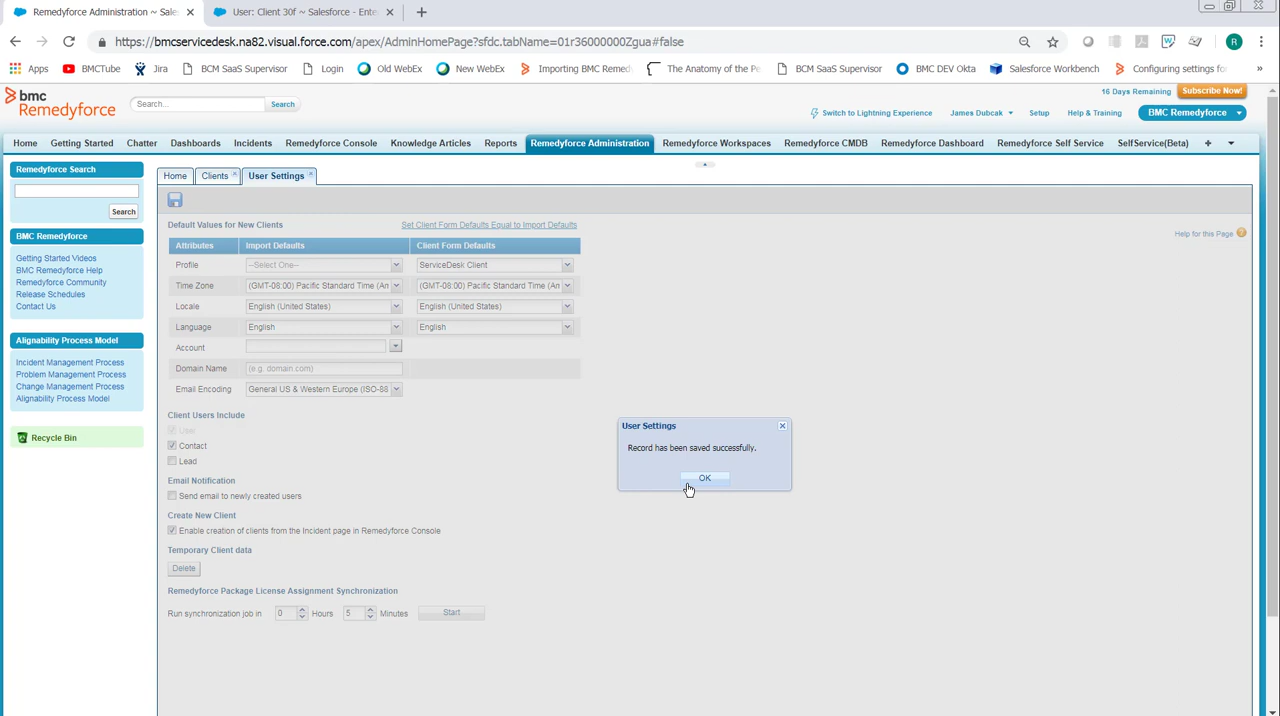 Remedyforce Administration ~ Sales
User: Client 30f ~ Salesforce - Ente
https://bmcservicedesk.na82.visual.force.com/apex/AdminHomePage?sfdc.tabName=01r36000000Zgua#false
R
Apps
BMCTube
Jira
BCM SaaS Supervisor
Login
Old WebEx
New WebEx
Importing BMC Remed
The Anatomy of the Po
BCM SaaS Supervisor
BMC DEV Okta
Salesforce Workbench
Configuring settings fo
»
16 Days Remaining
Subscribe Now!
bmc
Remedyforce
Search...
Search
Switch to Lightning Experience
James Dubcak
Setup
Help & Training
BMC Remedyforce
Home
Getting Started
Chatter
Dashboards
Incidents
Remedyforce Console
Knowledge Articles
Reports
Remedyforce Administration
Remedyforce Workspaces
Remedyforce CMDB
Remedyforce Dashboard
Remedyforce Self Service
SelfService(Beta)
+
Remedyforce Search
Search
BMC Remedyforce
Getting Started Videos
BMC Remedyforce Help
Remedyforce Community
Release Schedules
Contact Us
Alignability Process Model
Incident Management Process
Problem Management Process
Change Management Process
Alignability Process Model
Recycle Bin
Home
Clients
User Settings
Help for this Page
Default Values for New Clients
Set Client Form Defaults Equal to Import Defaults
Attributes Import Defaults Client Form Defaults
Profile --Select One-- ServiceDesk Client
Time Zone (GMT-08:00) Pacific Standard Time (Am (GMT-08:00) Pacific Standard Time (Am
Locale English (United States) English (United States)
Language English English
Account
Domain Name (e.g. domain.com)
Email Encoding General US & Western Europe (ISO-88
Client Users Include
User
Contact
Lead
Email Notification
Send email to newly created users
Create New Client
Enable creation of clients from the Incident page in Remedyforce Console
Temporary Client data
Delete
Remedyforce Package License Assignment Synchronization
Run synchronization job in 0 Hours 5 Minutes Start
User Settings
Record has been saved successfully.
OK